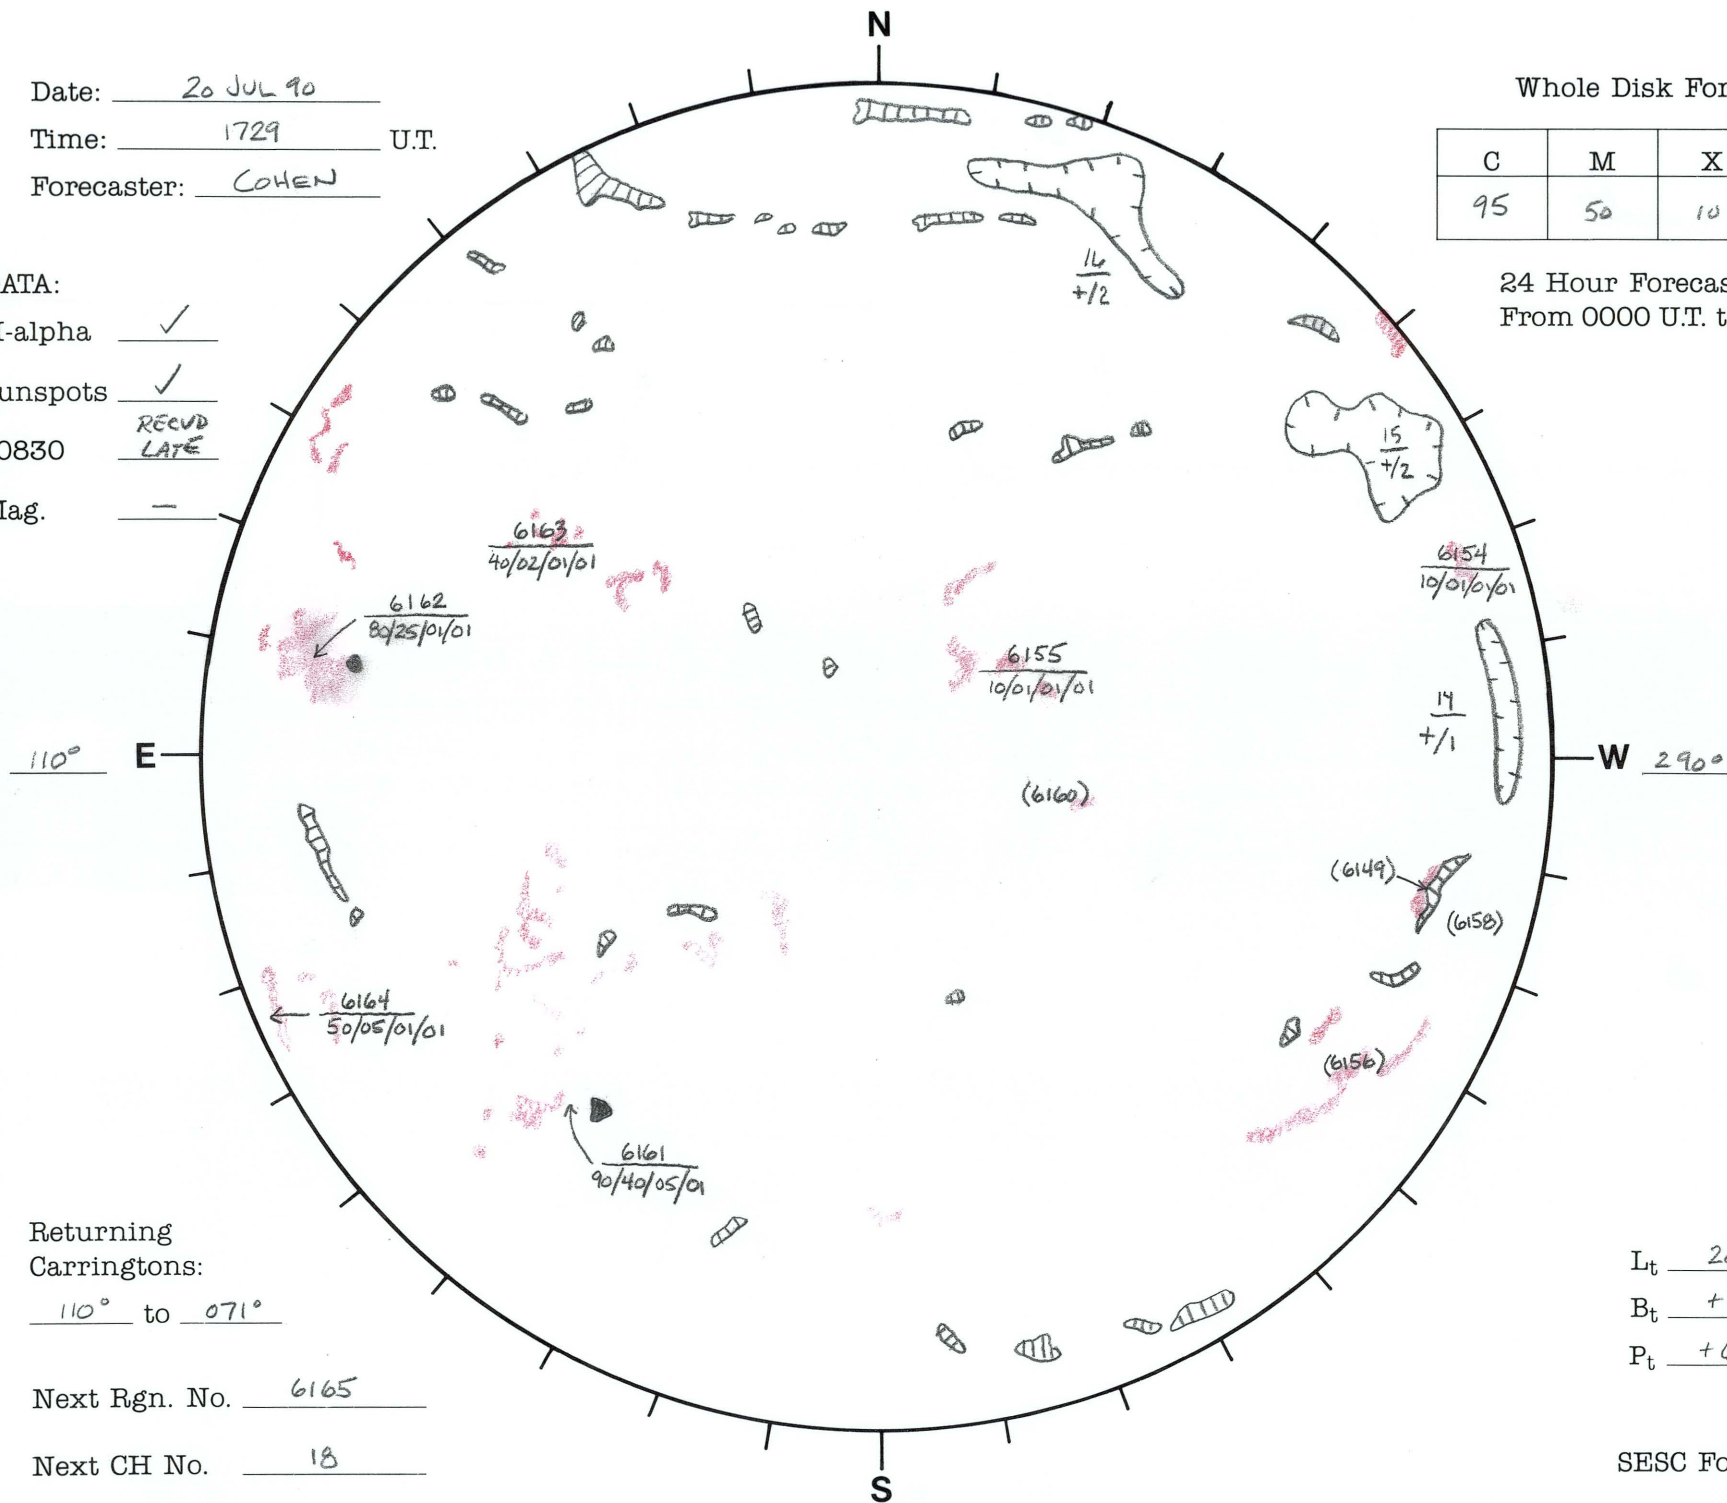 N
Date: 20 JUL 90
Time: 1729 U.T.
Forecaster: COHEN
Whole Disk For
C M X
95 50 10
24 Hour Forecas
From 0000 U.T. t
ATA:
I-alpha ✓
unspots ✓
0830 RECVD LATE
Mag. —
16
+/2
15
+/2
6163
40/02/01/01
6154
10/01/01/01
6162
80/25/01/01
6155
10/01/01/01
14
+/1
110° E
W 290°
(6160)
(6149)
(6158)
6164
50/05/01/01
(6156)
6161
90/40/05/01
Returning
Carringtons:
110° to 071°
Next Rgn. No. 6165
Next CH No. 18
Lt 2
Bt +
Pt +
SESC Fo
S